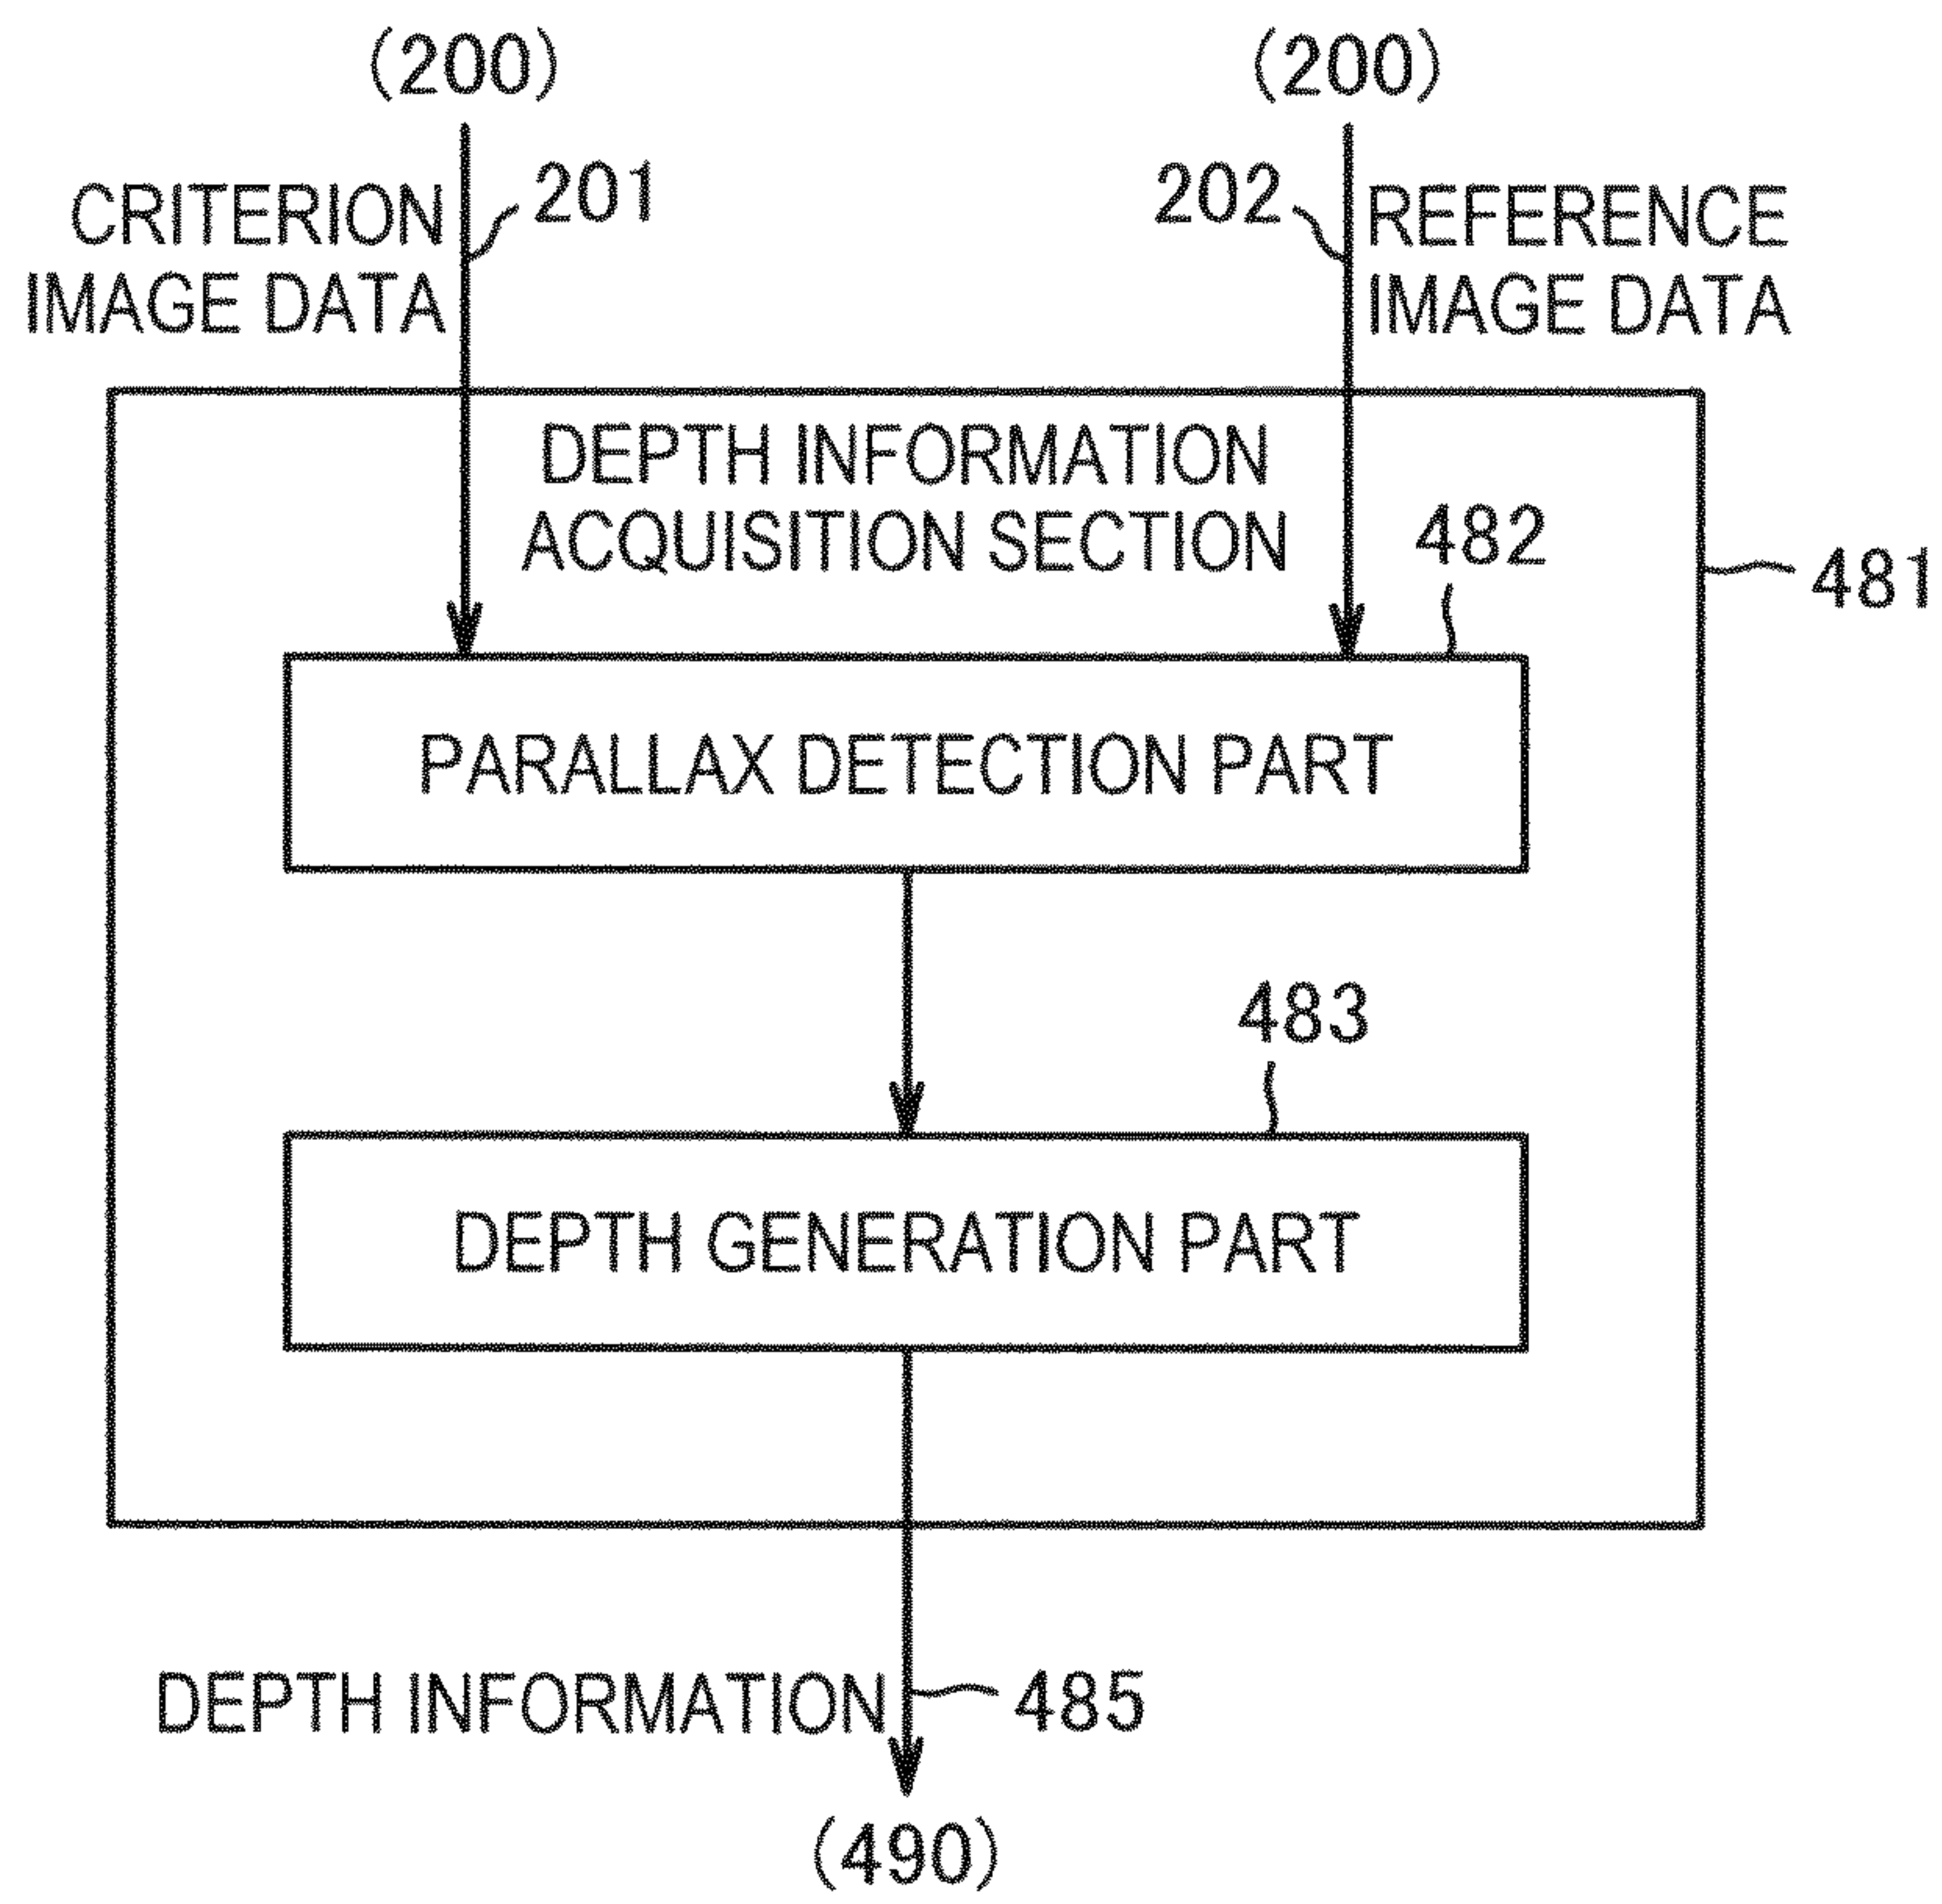 (200)
(200)
CRITERION
IMAGE DATA
201
202
REFERENCE
IMAGE DATA
DEPTH INFORMATION
ACQUISITION SECTION
482
481
PARALLAX DETECTION PART
483
DEPTH GENERATION PART
DEPTH INFORMATION
485
(490)